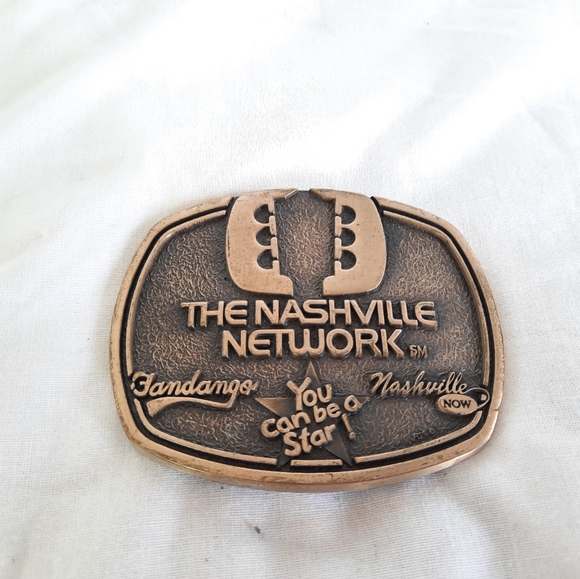 THE NASHVILLE
NETWORK SM
Fandango
You
can be a
Star!
Nashville
NOW